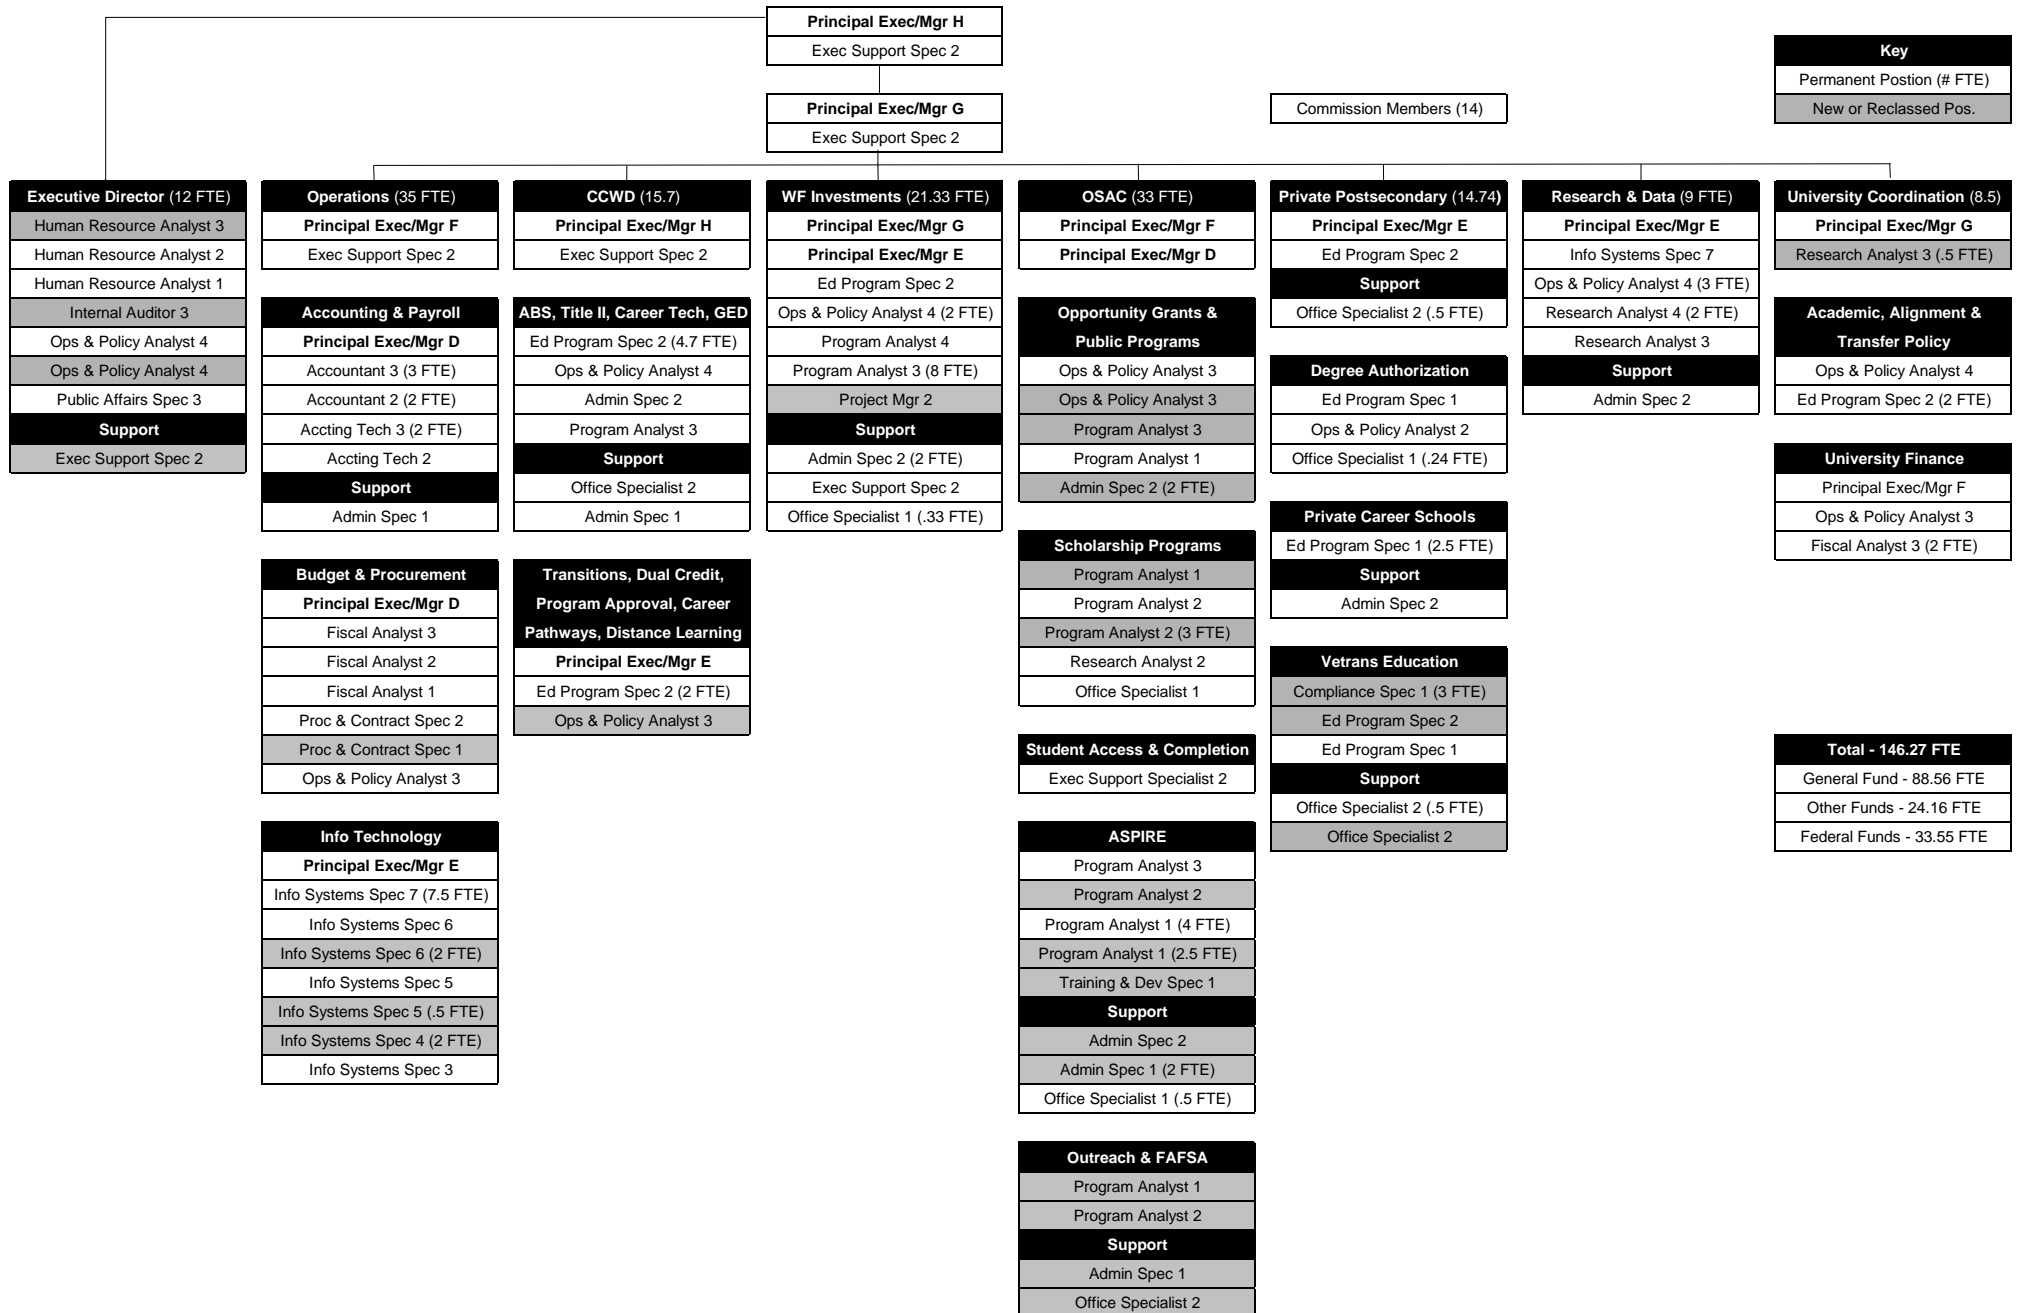 Principal Exec/Mgr H
Exec Support Spec 2
Key
Permanent Postion (# FTE)
New or Reclassed Pos.
Principal Exec/Mgr G
Exec Support Spec 2
Commission Members (14)
Executive Director (12 FTE)
Human Resource Analyst 3
Human Resource Analyst 2
Human Resource Analyst 1
Internal Auditor 3
Ops & Policy Analyst 4
Ops & Policy Analyst 4
Public Affairs Spec 3
Support
Exec Support Spec 2
Operations (35 FTE)
Principal Exec/Mgr F
Exec Support Spec 2
Accounting & Payroll
Principal Exec/Mgr D
Accountant 3 (3 FTE)
Accountant 2 (2 FTE)
Accting Tech 3 (2 FTE)
Accting Tech 2
Support
Admin Spec 1
Budget & Procurement
Principal Exec/Mgr D
Fiscal Analyst 3
Fiscal Analyst 2
Fiscal Analyst 1
Proc & Contract Spec 2
Proc & Contract Spec 1
Ops & Policy Analyst 3
Info Technology
Principal Exec/Mgr E
Info Systems Spec 7 (7.5 FTE)
Info Systems Spec 6
Info Systems Spec 6 (2 FTE)
Info Systems Spec 5
Info Systems Spec 5 (.5 FTE)
Info Systems Spec 4 (2 FTE)
Info Systems Spec 3
CCWD (15.7)
Principal Exec/Mgr H
Exec Support Spec 2
ABS, Title II, Career Tech, GED
Ed Program Spec 2 (4.7 FTE)
Ops & Policy Analyst 4
Admin Spec 2
Program Analyst 3
Support
Office Specialist 2
Admin Spec 1
Transitions, Dual Credit,
Program Approval, Career
Pathways, Distance Learning
Principal Exec/Mgr E
Ed Program Spec 2 (2 FTE)
Ops & Policy Analyst 3
WF Investments (21.33 FTE)
Principal Exec/Mgr G
Principal Exec/Mgr E
Ed Program Spec 2
Ops & Policy Analyst 4 (2 FTE)
Program Analyst 4
Program Analyst 3 (8 FTE)
Project Mgr 2
Support
Admin Spec 2 (2 FTE)
Exec Support Spec 2
Office Specialist 1 (.33 FTE)
OSAC (33 FTE)
Principal Exec/Mgr F
Principal Exec/Mgr D
Opportunity Grants &
Public Programs
Ops & Policy Analyst 3
Ops & Policy Analyst 3
Program Analyst 3
Program Analyst 1
Admin Spec 2 (2 FTE)
Scholarship Programs
Program Analyst 1
Program Analyst 2
Program Analyst 2 (3 FTE)
Research Analyst 2
Office Specialist 1
Student Access & Completion
Exec Support Specialist 2
ASPIRE
Program Analyst 3
Program Analyst 2
Program Analyst 1 (4 FTE)
Program Analyst 1 (2.5 FTE)
Training & Dev Spec 1
Support
Admin Spec 2
Admin Spec 1 (2 FTE)
Office Specialist 1 (.5 FTE)
Outreach & FAFSA
Program Analyst 1
Program Analyst 2
Support
Admin Spec 1
Office Specialist 2
Private Postsecondary (14.74)
Principal Exec/Mgr E
Ed Program Spec 2
Support
Office Specialist 2 (.5 FTE)
Degree Authorization
Ed Program Spec 1
Ops & Policy Analyst 2
Office Specialist 1 (.24 FTE)
Private Career Schools
Ed Program Spec 1 (2.5 FTE)
Support
Admin Spec 2
Vetrans Education
Compliance Spec 1 (3 FTE)
Ed Program Spec 2
Ed Program Spec 1
Support
Office Specialist 2 (.5 FTE)
Office Specialist 2
Research & Data (9 FTE)
Principal Exec/Mgr E
Info Systems Spec 7
Ops & Policy Analyst 4 (3 FTE)
Research Analyst 4 (2 FTE)
Research Analyst 3
Support
Admin Spec 2
University Coordination (8.5)
Principal Exec/Mgr G
Research Analyst 3 (.5 FTE)
Academic, Alignment &
Transfer Policy
Ops & Policy Analyst 4
Ed Program Spec 2 (2 FTE)
University Finance
Principal Exec/Mgr F
Ops & Policy Analyst 3
Fiscal Analyst 3 (2 FTE)
Total - 146.27 FTE
General Fund - 88.56 FTE
Other Funds - 24.16 FTE
Federal Funds - 33.55 FTE